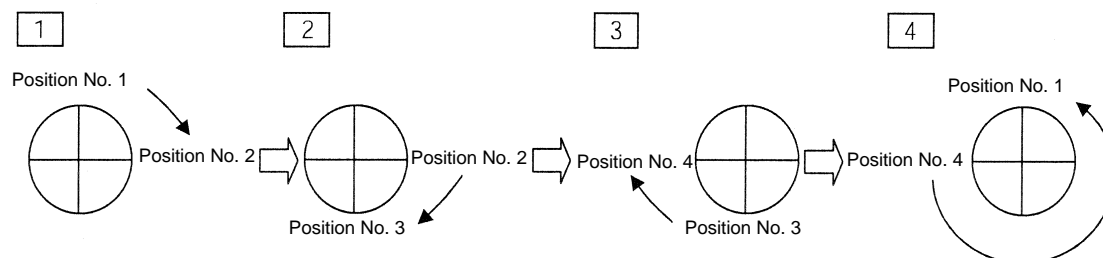 1
Position No. 1
Position No. 2
2
Position No. 2
Position No. 3
3
Position No. 4
Position No. 3
4
Position No. 1
Position No. 4